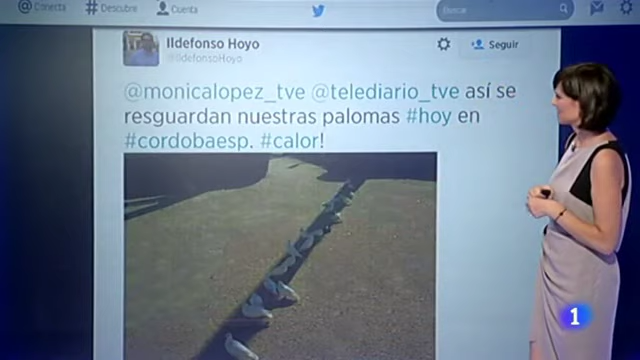 Conecta
Descubre
Cuenta
Buscar
Ildefonso Hoyo
@IldefonsoHoyo
Seguir
@monicalopez_tve @telediario_tve así se
resguardan nuestras palomas #hoy en
#cordobaesp. #calor!
1